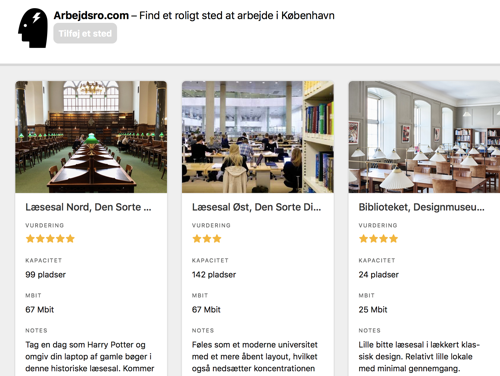 Arbejdsro.com – Find et roligt sted at arbejde i København
Tilføj et sted
Læsesal Nord, Den Sorte ...
VURDERING
KAPACITET
99 pladser
MBIT
67 Mbit
NOTES
Tag en dag som Harry Potter og
omgiv din laptop af gamle bøger i
denne historiske læsesal. Kommer
Læsesal Øst, Den Sorte Di...
VURDERING
KAPACITET
142 pladser
MBIT
67 Mbit
NOTES
Føles som et moderne universitet
med et mere åbent layout, hvilket
også nedsætter koncentrationen
Biblioteket, Designmuseu...
VURDERING
KAPACITET
24 pladser
MBIT
25 Mbit
NOTES
Lille bitte læsesal i lækkert klas-
sisk design. Relativt lille lokale
med minimal gennemgang.